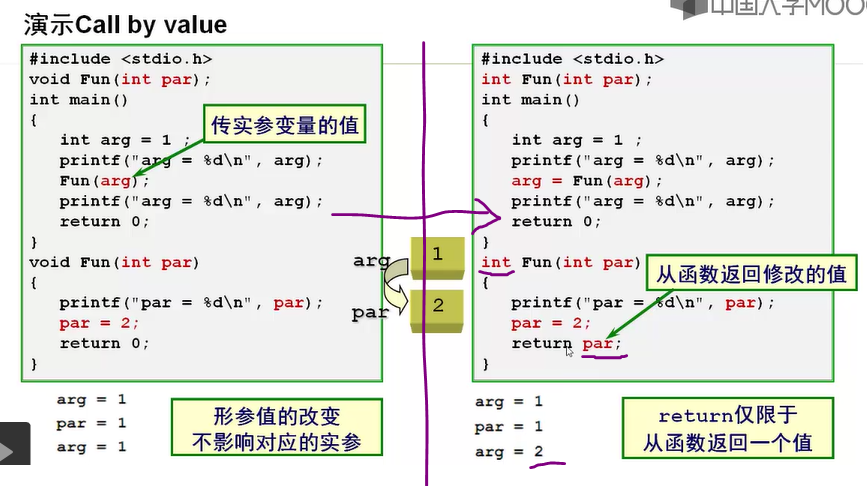 中国大学MOO
演示Call by value
#include <stdio.h>
void Fun(int par);
int main()
{
int arg = 1 ;
printf("arg = %d\n", arg);
Fun(arg);
printf("arg = %d\n", arg);
return 0;
}
void Fun(int par)
{
printf("par = %d\n", par);
par = 2;
return 0;
}
传实参变量的值
arg = 1
par = 1
arg = 1
形参值的改变
不影响对应的实参
arg
1
par
2
#include <stdio.h>
int Fun(int par);
int main()
{
int arg = 1 ;
printf("arg = %d\n", arg);
arg = Fun(arg);
printf("arg = %d\n", arg);
return 0;
}
int Fun(int par)
{
printf("par = %d\n", par);
par = 2;
return par;
}
从函数返回修改的值
arg = 1
par = 1
arg = 2
return仅限于
从函数返回一个值